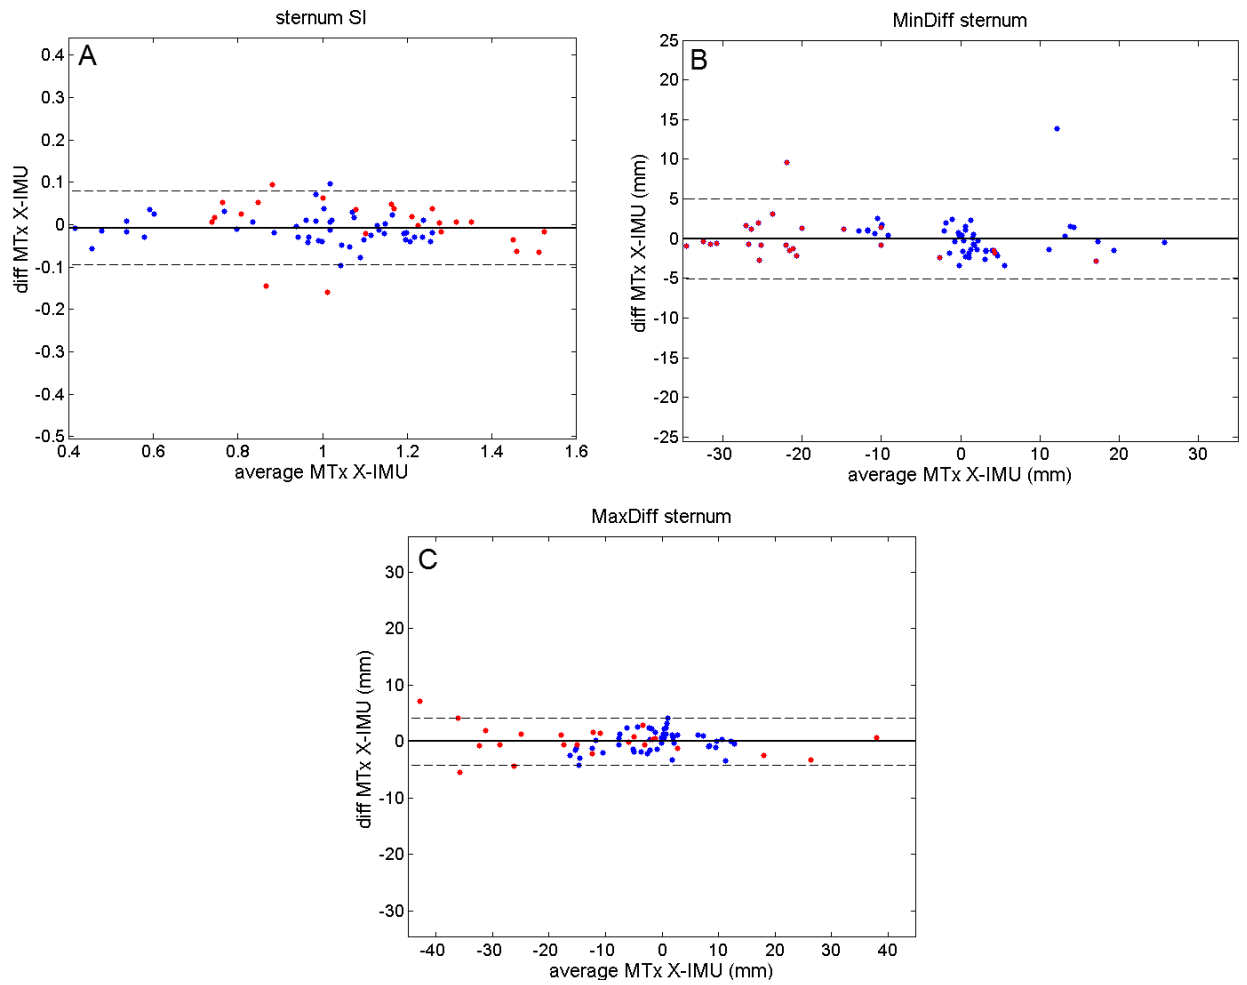 sternum SI
A
0.4
0.3
0.2
0.1
0
-0.1
-0.2
-0.3
-0.4
-0.5
diff MTx X-IMU
0.4 0.6 0.8 1 1.2 1.4 1.6
average MTx X-IMU
MinDiff sternum
B
25
20
15
10
5
0
-5
-10
-15
-20
-25
diff MTx X-IMU (mm)
-30 -20 -10 0 10 20 30
average MTx X-IMU (mm)
MaxDiff sternum
C
30
20
10
0
-10
-20
-30
diff MTx X-IMU (mm)
-40 -30 -20 -10 0 10 20 30 40
average MTx X-IMU (mm)